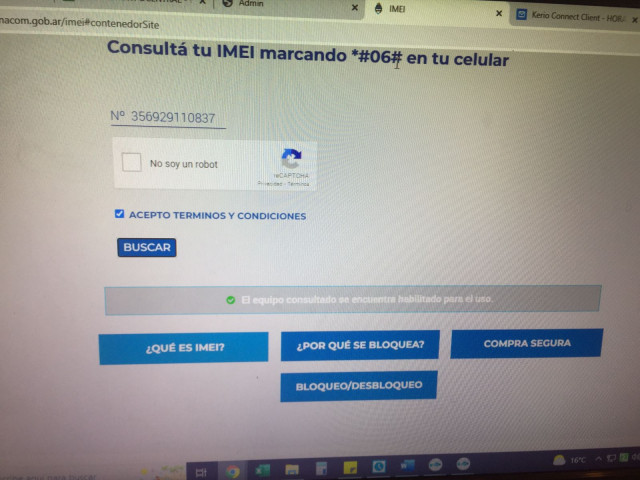 Admin
IMEI
Kerio Connect Client - HOR
nacom.gob.ar/imei#contenedorSite
Consultá tu IMEI marcando *#06# en tu celular
Nº 356929110837
No soy un robot
reCAPTCHA
Privacidad - Términos
ACEPTO TERMINOS Y CONDICIONES
BUSCAR
El equipo consultado se encuentra habilitado para el uso.
¿QUÉ ES IMEI?
¿POR QUÉ SE BLOQUEA?
COMPRA SEGURA
BLOQUEO/DESBLOQUEO
16°C